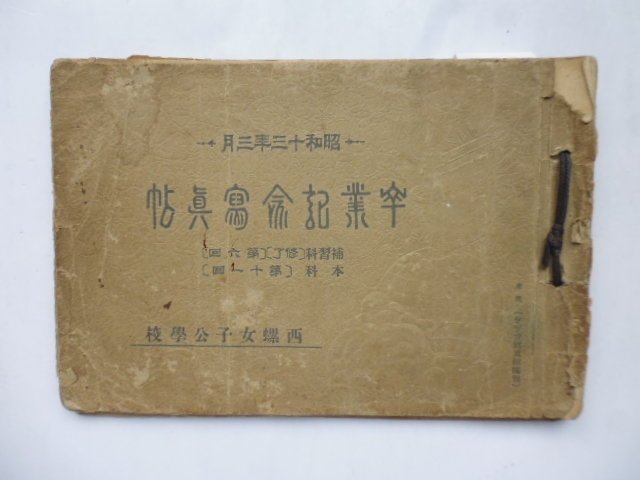 昭和十三年三月
卒業記念寫眞帖
補習科〔修了〕〔第六回〕
本科〔第十一回〕
西螺女子公學校